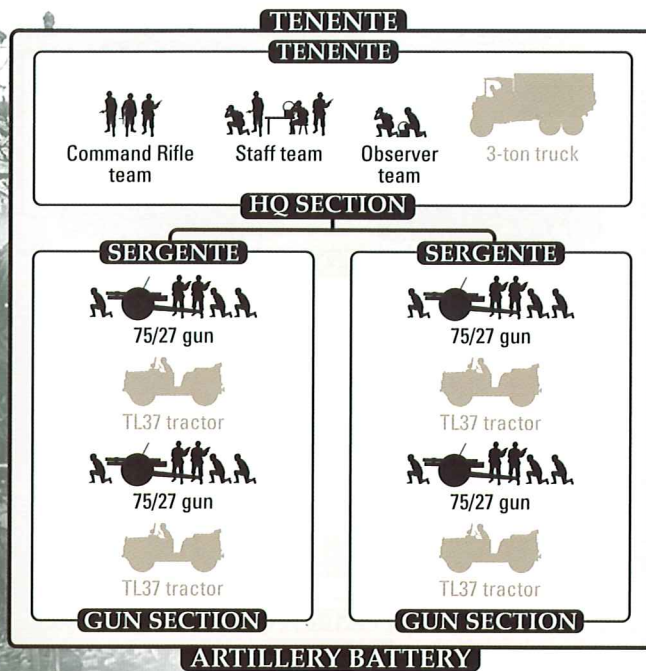 TENENTE
TENENTE
Command Rifle
team
Staff team
Observer
team
3-ton truck
HQ SECTION
SERGENTE
75/27 gun
TL37 tractor
75/27 gun
TL37 tractor
GUN SECTION
SERGENTE
75/27 gun
TL37 tractor
75/27 gun
TL37 tractor
GUN SECTION
ARTILLERY BATTERY